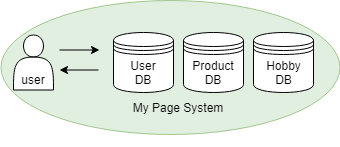 user
User
DB
Product
DB
Hobby
DB
My Page System